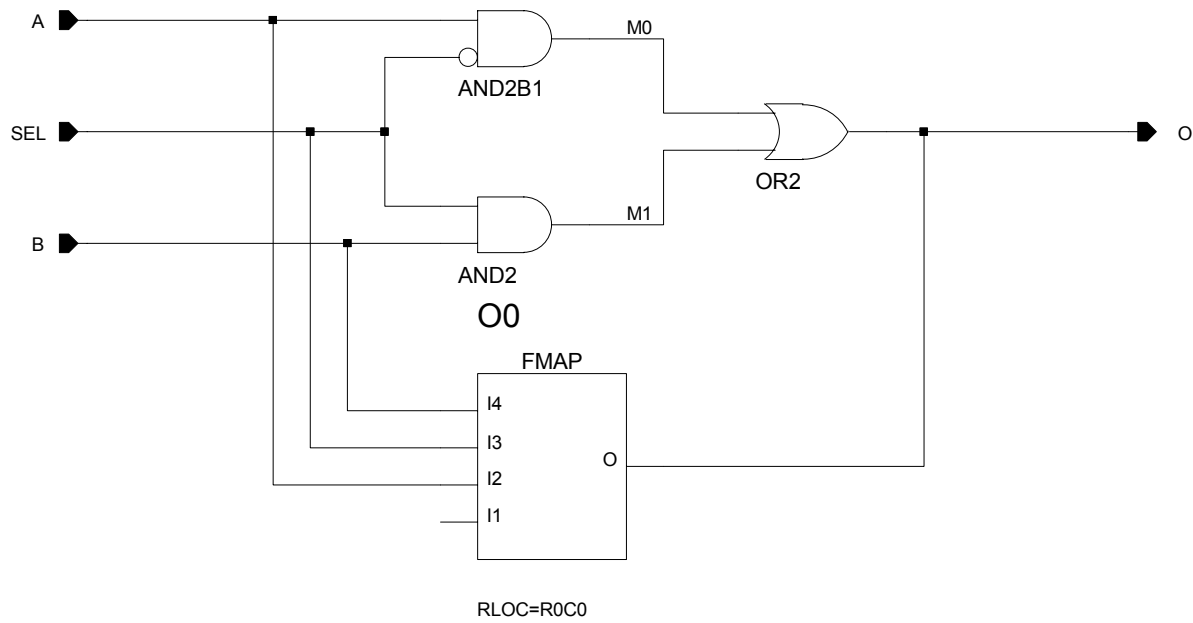 A
M0
AND2B1
SEL
O
OR2
M1
B
AND2
O0
FMAP
I4
I3
O
I2
I1
RLOC=R0C0